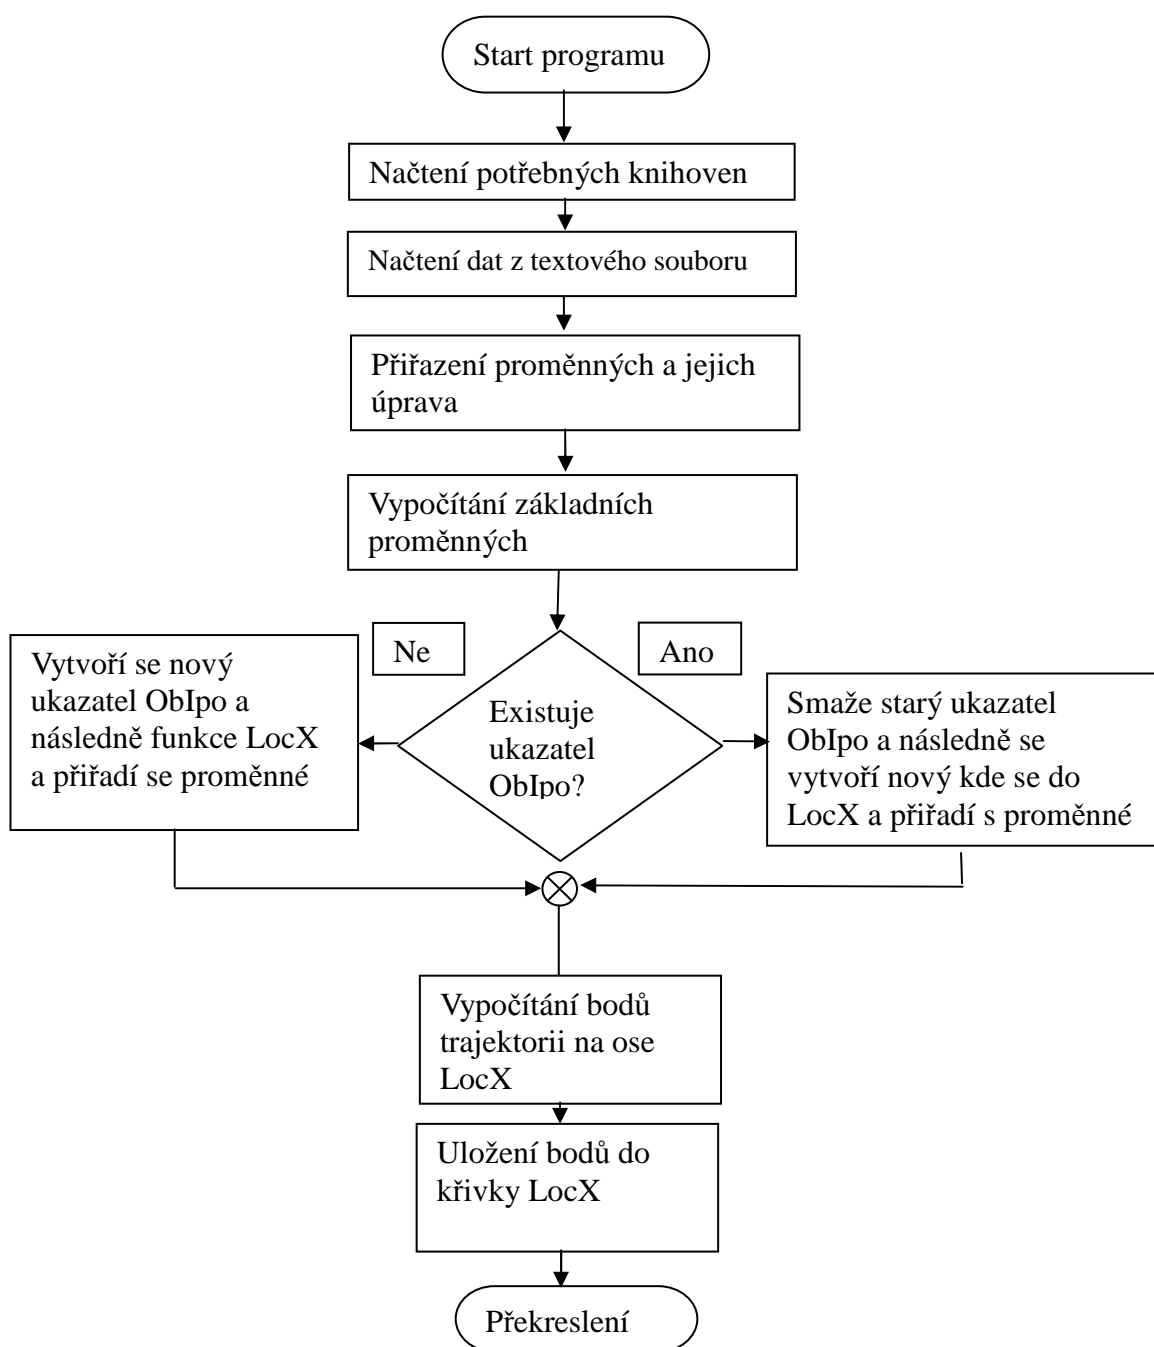 Start programu
Načtení potřebných knihoven
Načtení dat z textového souboru
Přiřazení proměnných a jejich
úprava
Vypočítání základních
proměnných
Ne
Ano
Vytvoří se nový
ukazatel ObIpo a
následně funkce LocX
a přiřadí se proměnné
Existuje
ukazatel
ObIpo?
Smaže starý ukazatel
ObIpo a následně se
vytvoří nový kde se do
LocX a přiřadí s proměnné
Vypočítání bodů
trajektorii na ose
LocX
Uložení bodů do
křivky LocX
Překreslení